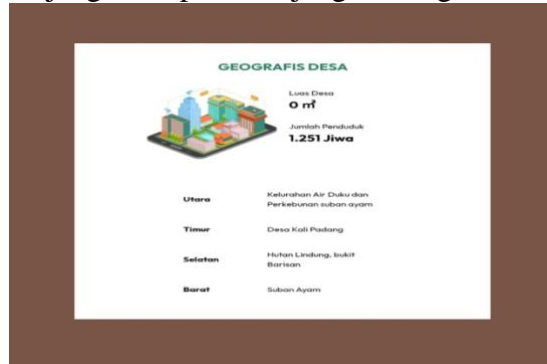 GEOGRAFIS DESA
Luas Desa
0 m²
Jumlah Penduduk
1.251 Jiwa
Utara Kelurahan Air Duku dan
Perkebunan suban ayam
Timur Desa Kali Padang
Selatan Hutan Lindung, bukit
Barisan
Barat Suban Ayam